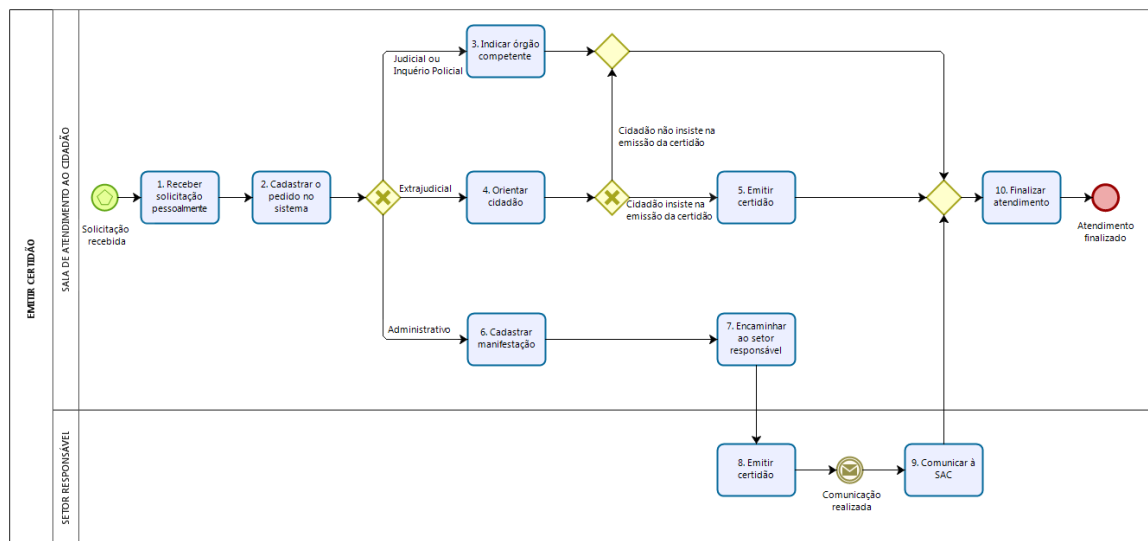 EMITIR CERTIDÃO
SALA DE ATENDIMENTO AO CIDADÃO
SETOR RESPONSÁVEL
Solicitação
recebida
1. Receber
solicitação
pessoalmente
2. Cadastrar o
pedido no
sistema
Judicial ou
Inquério Policial
3. Indicar órgão
competente
Extrajudicial
4. Orientar
cidadão
Cidadão não insiste na
emissão da certidão
Cidadão insiste na
emissão da certidão
5. Emitir
certidão
10. Finalizar
atendimento
Atendimento
finalizado
Administrativo
6. Cadastrar
manifestação
7. Encaminhar
ao setor
responsável
8. Emitir
certidão
Comunicação
realizada
9. Comunicar à
SAC